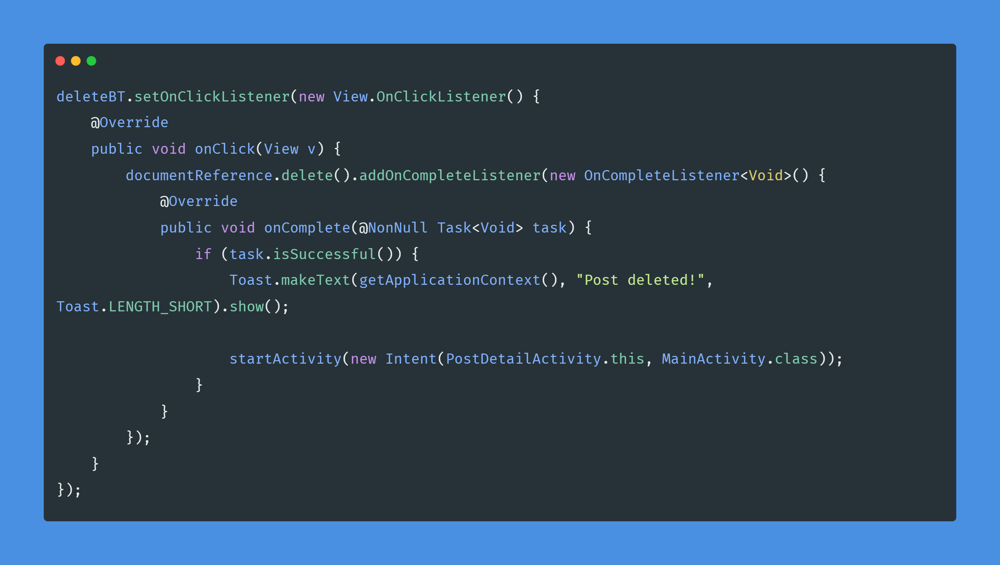 deleteBT.setOnClickListener(new View.OnClickListener() {
    @Override
    public void onClick(View v) {
        documentReference.delete().addOnCompleteListener(new OnCompleteListener<Void>() {
            @Override
            public void onComplete(@NonNull Task<Void> task) {
                if (task.isSuccessful()) {
                    Toast.makeText(getApplicationContext(), "Post deleted!",
Toast.LENGTH_SHORT).show();

                    startActivity(new Intent(PostDetailActivity.this, MainActivity.class));
                }
            }
        });
    }
});